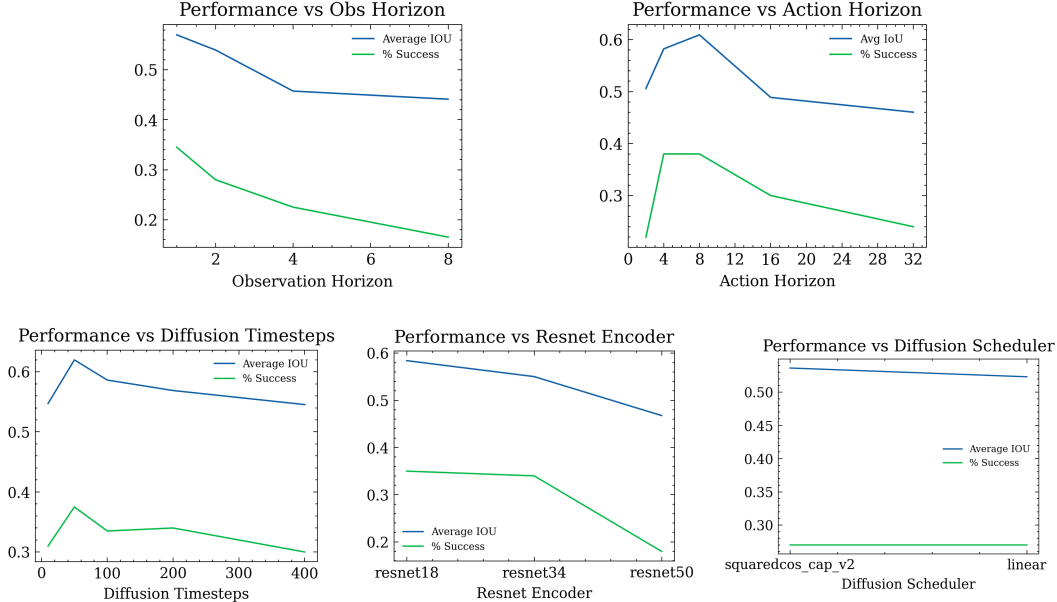 Performance vs Obs Horizon
Average IOU
% Success
0.5
0.4
0.3
0.2
2 4 6 8
Observation Horizon
Performance vs Action Horizon
Avg IoU
% Success
0.6
0.5
0.4
0.3
0 4 8 12 16 20 24 28 32
Action Horizon
Performance vs Diffusion Timesteps
Average IOU
% Success
0.6
0.5
0.4
0.3
0 100 200 300 400
Diffusion Timesteps
Performance vs Resnet Encoder
0.6
0.5
0.4
0.3
0.2
Average IOU
% Success
resnet18 resnet34 resnet50
Resnet Encoder
Performance vs Diffusion Scheduler
0.50
0.45
0.40
0.35
0.30
Average IOU
% Success
squaredcos_cap_v2 linear
Diffusion Scheduler